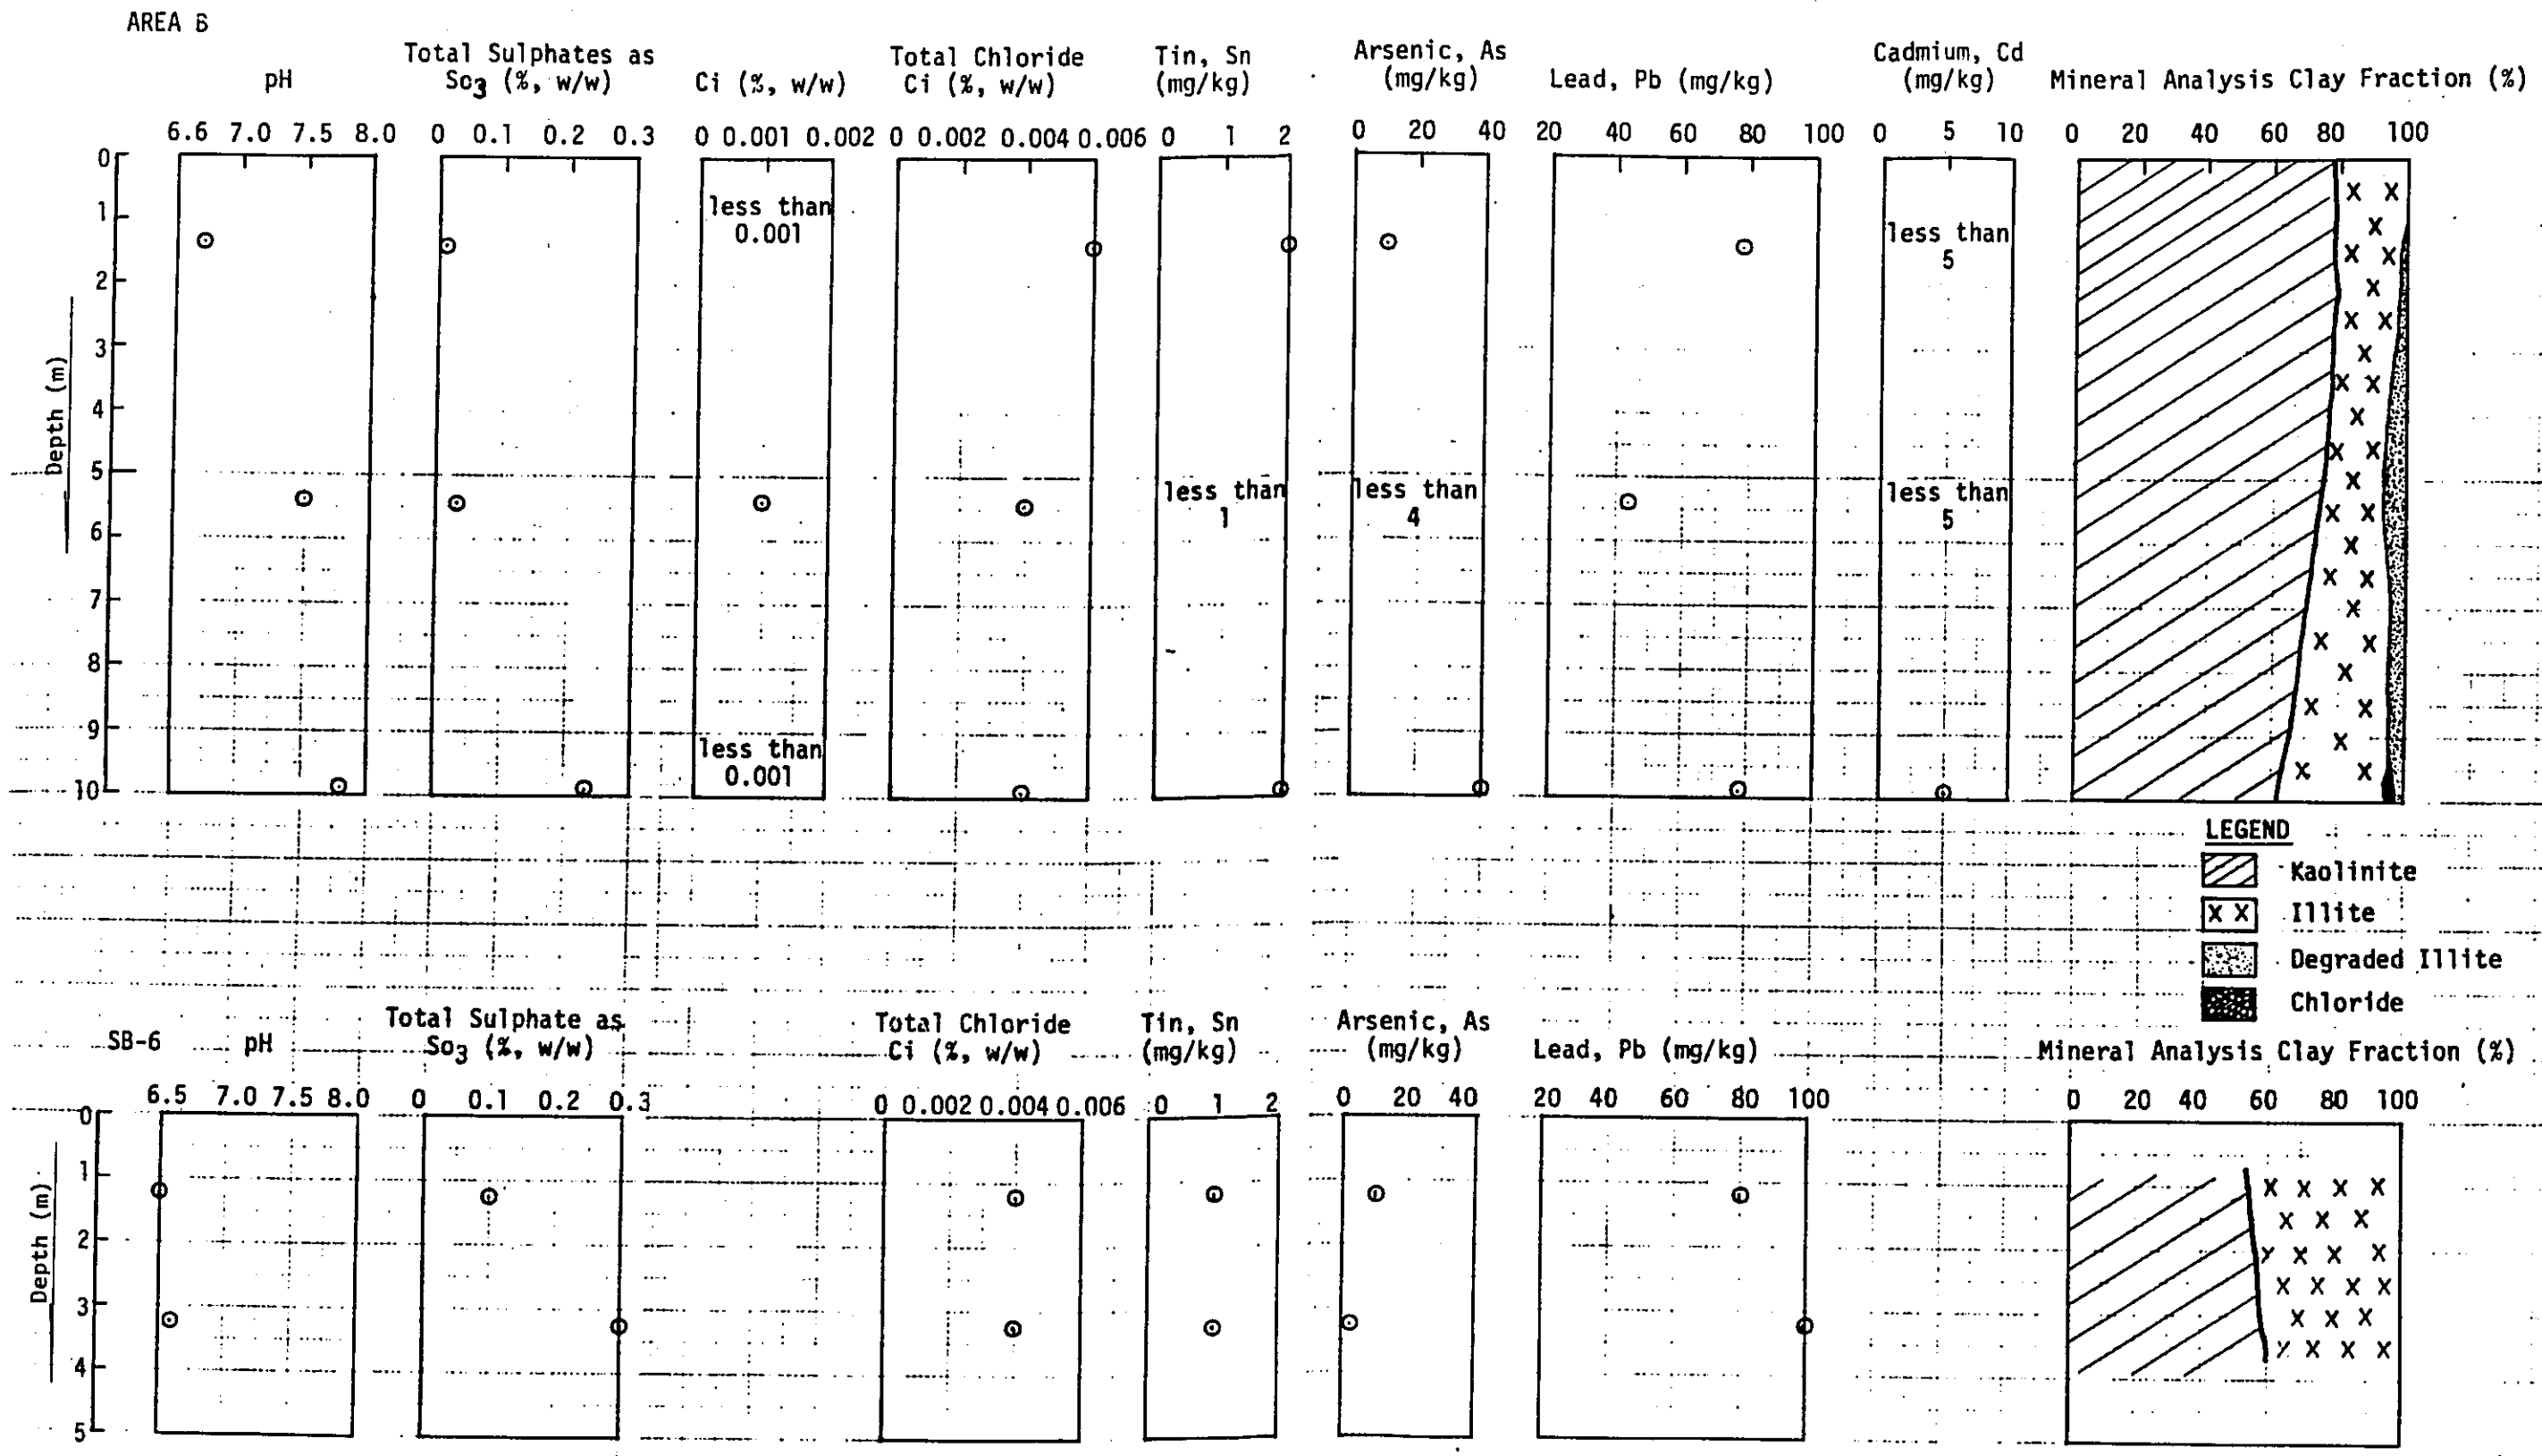 AREA B
pH
Total Sulphates as
So3 (%, w/w)
Ci (%, w/w)
Total Chloride
Ci (%, w/w)
Tin, Sn
(mg/kg)
Arsenic, As
(mg/kg)
Lead, Pb (mg/kg)
Cadmium, Cd
(mg/kg)
Mineral Analysis Clay Fraction (%)
6.6 7.0 7.5 8.0
0 0.1 0.2 0.3
0 0.001 0.002
0 0.002 0.004 0.006
0 1 2
0 20 40
20 40 60 80 100
0 5 10
0 20 40 60 80 100
Depth (m)
0
1
2
3
4
5
6
7
8
9
10
less than
0.001
less than
5
less than
1
less than
4
less than
5
less than
0.001
LEGEND
Kaolinite
X X Illite
Degraded Illite
Chloride
SB-6
pH
Total Sulphate as
So3 (%, w/w)
Total Chloride
Ci (%, w/w)
Tin, Sn
(mg/kg)
Arsenic, As
(mg/kg)
Lead, Pb (mg/kg)
Mineral Analysis Clay Fraction (%)
6.5 7.0 7.5 8.0
0 0.1 0.2 0.3
0 0.002 0.004 0.006
0 1 2
0 20 40
20 40 60 80 100
0 20 40 60 80 100
Depth (m)
0
1
2
3
4
5